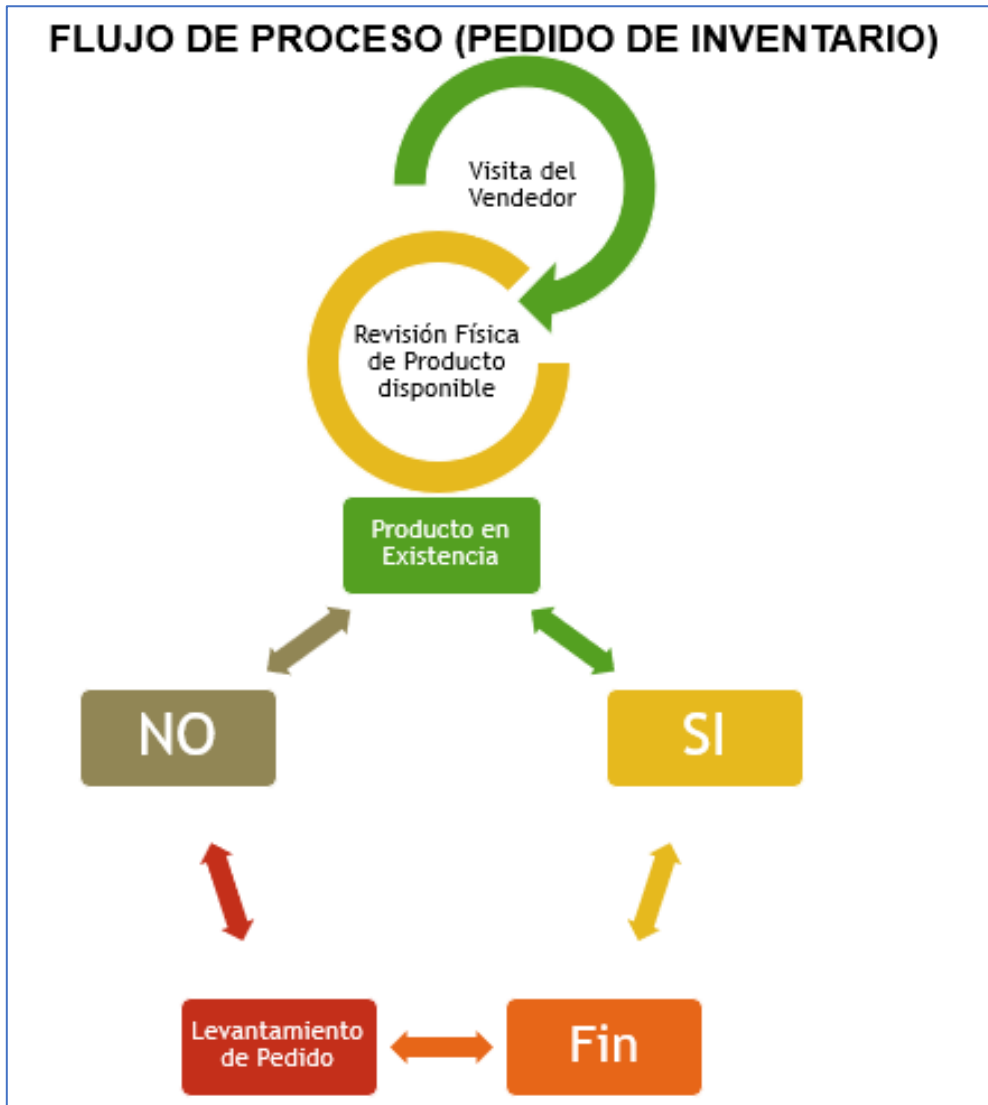 FLUJO DE PROCESO (PEDIDO DE INVENTARIO)
Visita del
Vendedor
Revisión Física
de Producto
disponible
Producto en
Existencia
NO
SI
Levantamiento
de Pedido
Fin